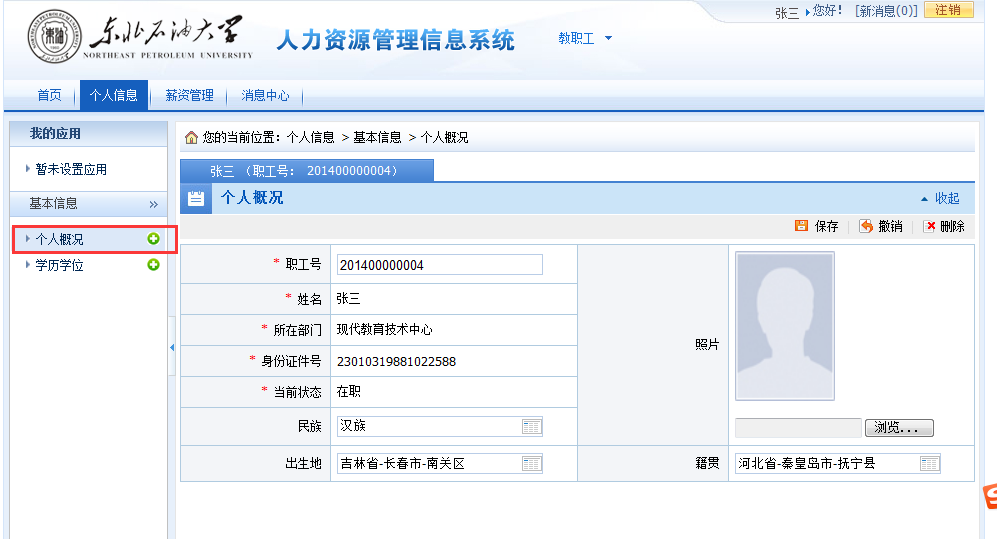 张三 您好! [新消息(0)] 注销
东北石油大学
NORTHEAST PETROLEUM UNIVERSITY
人力资源管理信息系统
教职工
首页 个人信息 薪资管理 消息中心
我的应用
暂未设置应用
基本信息 »
个人概况
学历学位
您的当前位置：个人信息 > 基本信息 > 个人概况
张三 （职工号： 201400000004）
个人概况
收起
保存 撤销 删除
* 职工号 201400000004
* 姓名 张三
* 所在部门 现代教育技术中心
* 身份证件号 23010319881022588
* 当前状态 在职
民族 汉族
照片
浏览...
出生地 吉林省-长春市-南关区
籍贯 河北省-秦皇岛市-抚宁县